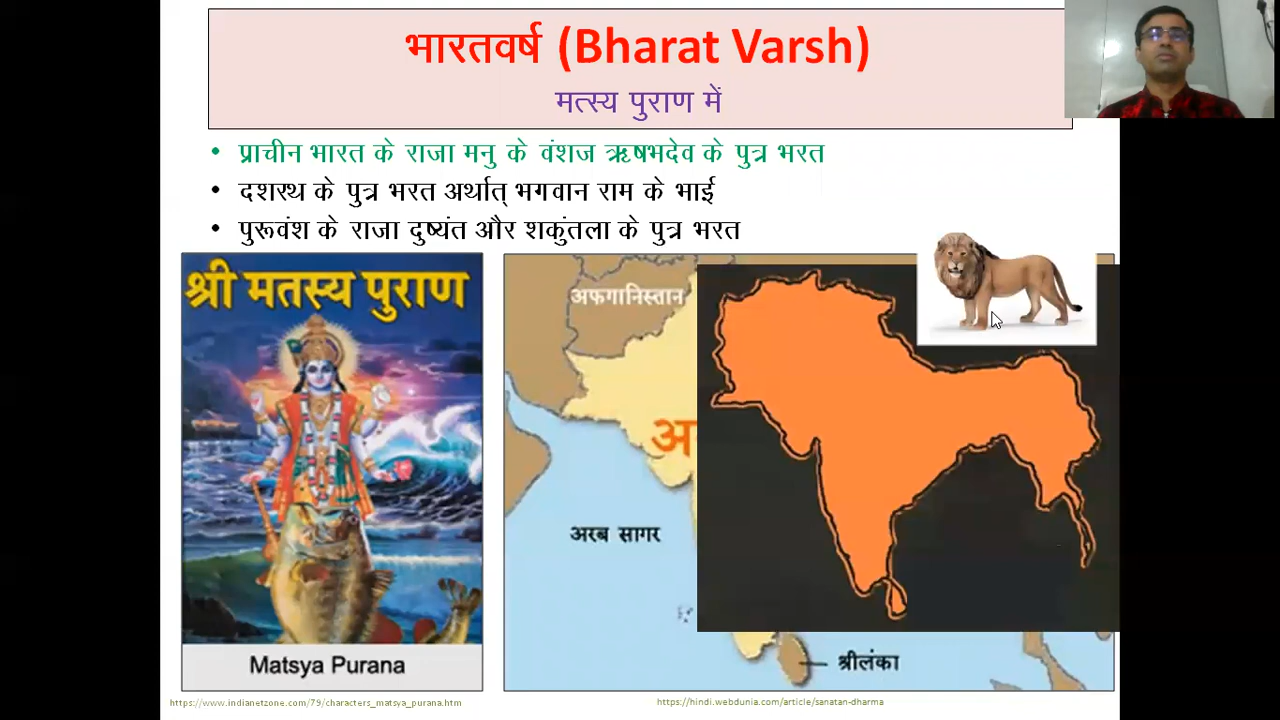 भारतवर्ष (Bharat Varsh)
मत्स्य पुराण में
• प्राचीन भारत के राजा मनु के वंशज ऋषभदेव के पुत्र भरत
• दशरथ के पुत्र भरत अर्थात् भगवान राम के भाई
• पुरूवंश के राजा दुष्यंत और शकुंतला के पुत्र भरत
श्री मतस्य पुराण
अफगानिस्तान
अ
अरब सागर
श्रीलंका
Matsya Purana
https://www.indianetzone.com/79/characters_matsya_purana.htm
https://hindi.webdunia.com/article/sanatan-dharma